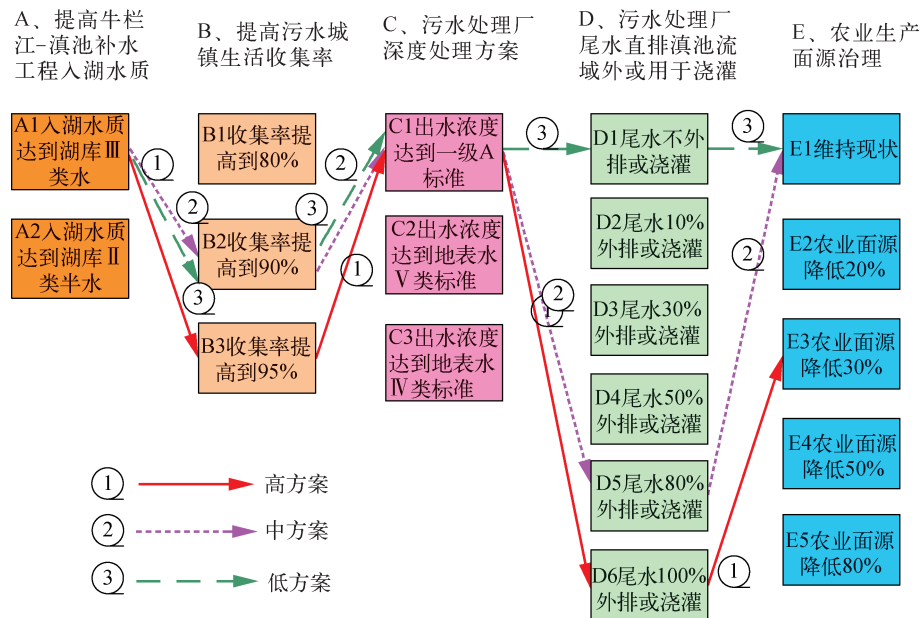 A、提高牛栏
江-滇池补水
工程入湖水质
B、提高污水城
镇生活收集率
C、污水处理厂
深度处理方案
D、污水处理厂
尾水直排滇池流
域外或用于浇灌
E、农业生产
面源治理
A1入湖水质
达到湖库Ⅲ
类水
A2入湖水质
达到湖库Ⅱ
类半水
B1收集率提
高到80%
B2收集率提
高到90%
B3收集率提
高到95%
C1出水浓度
达到一级A
标准
C2出水浓度
达到地表水
Ⅴ类标准
C3出水浓度
达到地表水
Ⅳ类标准
D1尾水不外
排或浇灌
D2尾水10%
外排或浇灌
D3尾水30%
外排或浇灌
D4尾水50%
外排或浇灌
D5尾水80%
外排或浇灌
D6尾水100%
外排或浇灌
E1维持现状
E2农业面源
降低20%
E3农业面源
降低30%
E4农业面源
降低50%
E5农业面源
降低80%
1
2
3
2
3
1
3
2
1
3
2
1
1 高方案
2 中方案
3 低方案